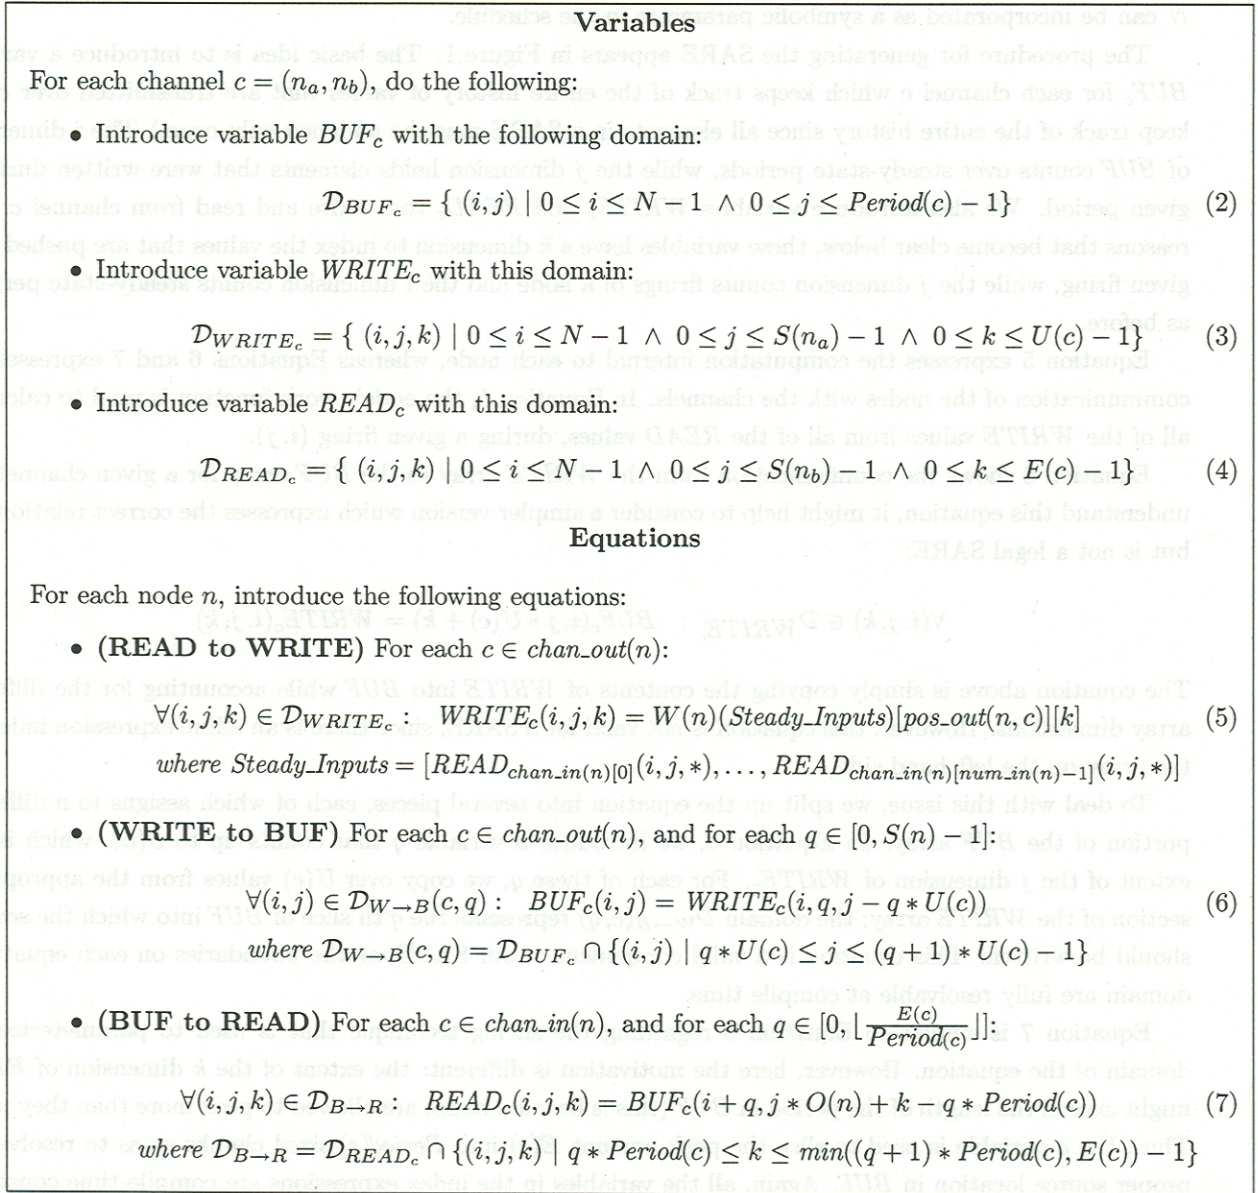 Variables
For each channel c = (n_a, n_b), do the following:
• Introduce variable BUF_c with the following domain:
D_{BUF_c} = { (i, j) | 0 ≤ i ≤ N − 1 ∧ 0 ≤ j ≤ Period(c) − 1} (2)
• Introduce variable WRITE_c with this domain:
D_{WRITE_c} = { (i, j, k) | 0 ≤ i ≤ N − 1 ∧ 0 ≤ j ≤ S(n_a) − 1 ∧ 0 ≤ k ≤ U(c) − 1} (3)
• Introduce variable READ_c with this domain:
D_{READ_c} = { (i, j, k) | 0 ≤ i ≤ N − 1 ∧ 0 ≤ j ≤ S(n_b) − 1 ∧ 0 ≤ k ≤ E(c) − 1} (4)
Equations
For each node n, introduce the following equations:
• (READ to WRITE) For each c ∈ chan_out(n):
∀(i, j, k) ∈ D_{WRITE_c} : WRITE_c(i, j, k) = W(n)(Steady_Inputs)[pos_out(n, c)][k] (5)
where Steady_Inputs = [READ_{chan_in(n)[0]}(i, j, ∗), . . . , READ_{chan_in(n)[num_in(n)−1]}(i, j, ∗)]
• (WRITE to BUF) For each c ∈ chan_out(n), and for each q ∈ [0, S(n) − 1]:
∀(i, j) ∈ D_{W→B}(c, q) : BUF_c(i, j) = WRITE_c(i, q, j − q ∗ U(c)) (6)
where D_{W→B}(c, q) = D_{BUF_c} ∩ {(i, j) | q ∗ U(c) ≤ j ≤ (q + 1) ∗ U(c) − 1}
• (BUF to READ) For each c ∈ chan_in(n), and for each q ∈ [0, ⌊E(c)/Period(c)⌋]:
∀(i, j, k) ∈ D_{B→R} : READ_c(i, j, k) = BUF_c(i + q, j ∗ O(n) + k − q ∗ Period(c)) (7)
where D_{B→R} = D_{READ_c} ∩ {(i, j, k) | q ∗ Period(c) ≤ k ≤ min((q + 1) ∗ Period(c), E(c)) − 1}